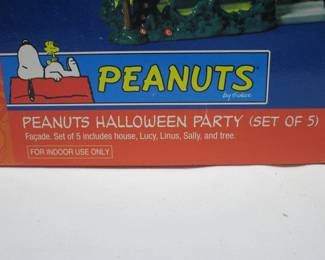 PEANUTS
by Schulz
PEANUTS HALLOWEEN PARTY (SET OF 5)
Façade. Set of 5 includes house, Lucy, Linus, Sally, and tree.
FOR INDOOR USE ONLY